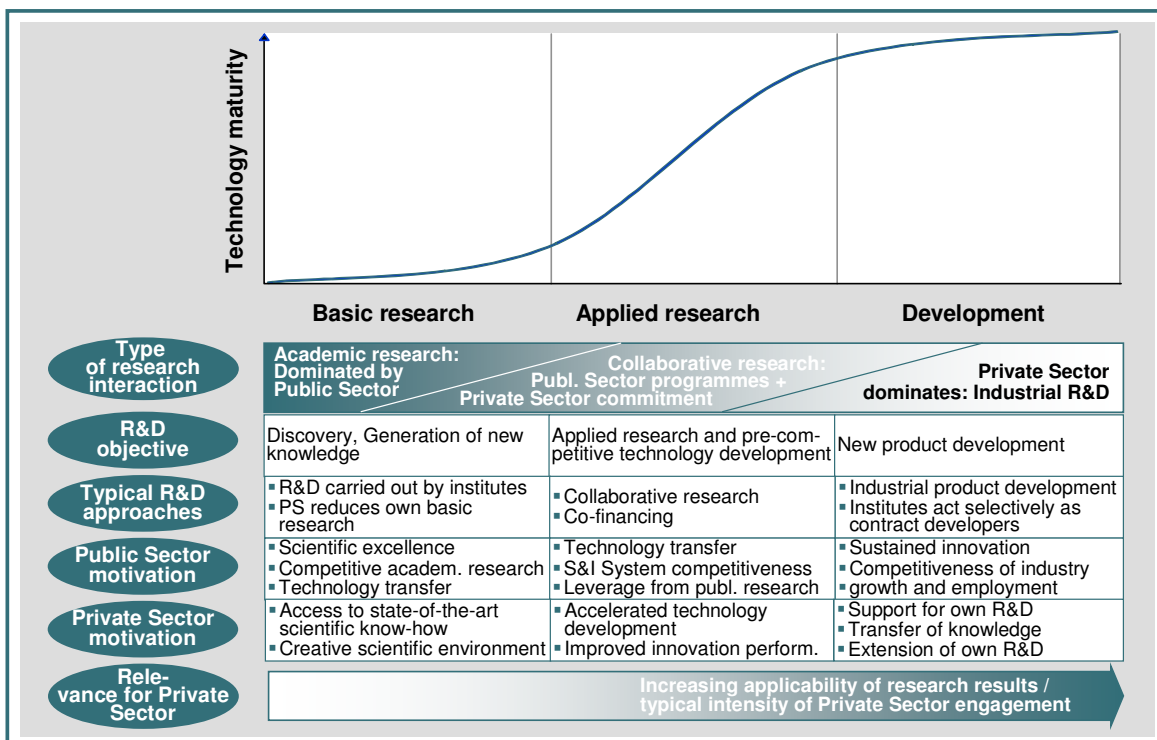 Technology maturity
Basic research
Applied research
Development
Type
of research
interaction
Academic research:
Dominated by
Public Sector
Collaborative research:
Publ. Sector programmes +
Private Sector commitment
Private Sector
dominates: Industrial R&D
R&D
objective
Discovery, Generation of new
knowledge
Applied research and pre-com-
petitive technology development
New product development
Typical R&D
approaches
▪ R&D carried out by institutes
▪ PS reduces own basic
research
▪ Collaborative research
▪ Co-financing
▪ Industrial product development
▪ Institutes act selectively as
contract developers
Public Sector
motivation
▪ Scientific excellence
▪ Competitive academ. research
▪ Technology transfer
▪ Technology transfer
▪ S&I System competitiveness
▪ Leverage from publ. research
▪ Sustained innovation
▪ Competitiveness of industry
▪ growth and employment
Private Sector
motivation
▪ Access to state-of-the-art
scientific know-how
▪ Creative scientific environment
▪ Accelerated technology
development
▪ Improved innovation perform.
▪ Support for own R&D
▪ Transfer of knowledge
▪ Extension of own R&D
Rele-
vance for Private
Sector
Increasing applicability of research results /
typical intensity of Private Sector engagement